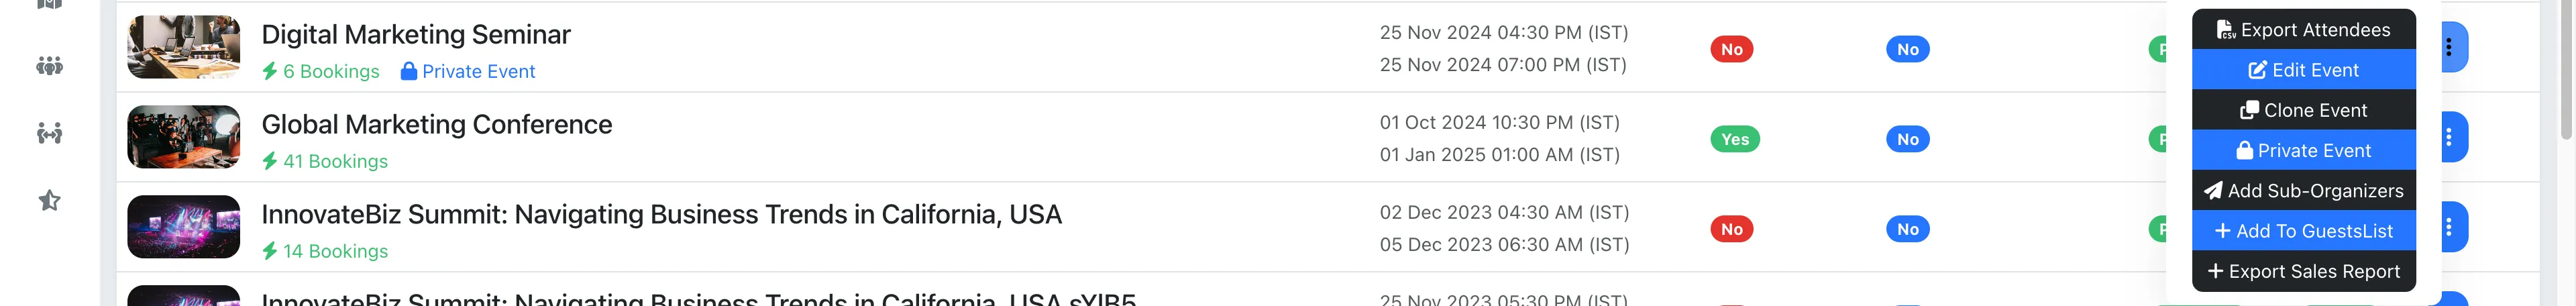 Digital Marketing Seminar
6 Bookings Private Event
25 Nov 2024 04:30 PM (IST)
25 Nov 2024 07:00 PM (IST)
No
No
Global Marketing Conference
41 Bookings
01 Oct 2024 10:30 PM (IST)
01 Jan 2025 01:00 AM (IST)
Yes
No
InnovateBiz Summit: Navigating Business Trends in California, USA
14 Bookings
02 Dec 2023 04:30 AM (IST)
05 Dec 2023 06:30 AM (IST)
No
No
InnovateBiz Summit: Navigating Business Trends in California, USA sYIB5
25 Nov 2023 05:30 PM (IST)
CSV Export Attendees
Edit Event
Clone Event
Private Event
Add Sub-Organizers
+ Add To GuestsList
+ Export Sales Report